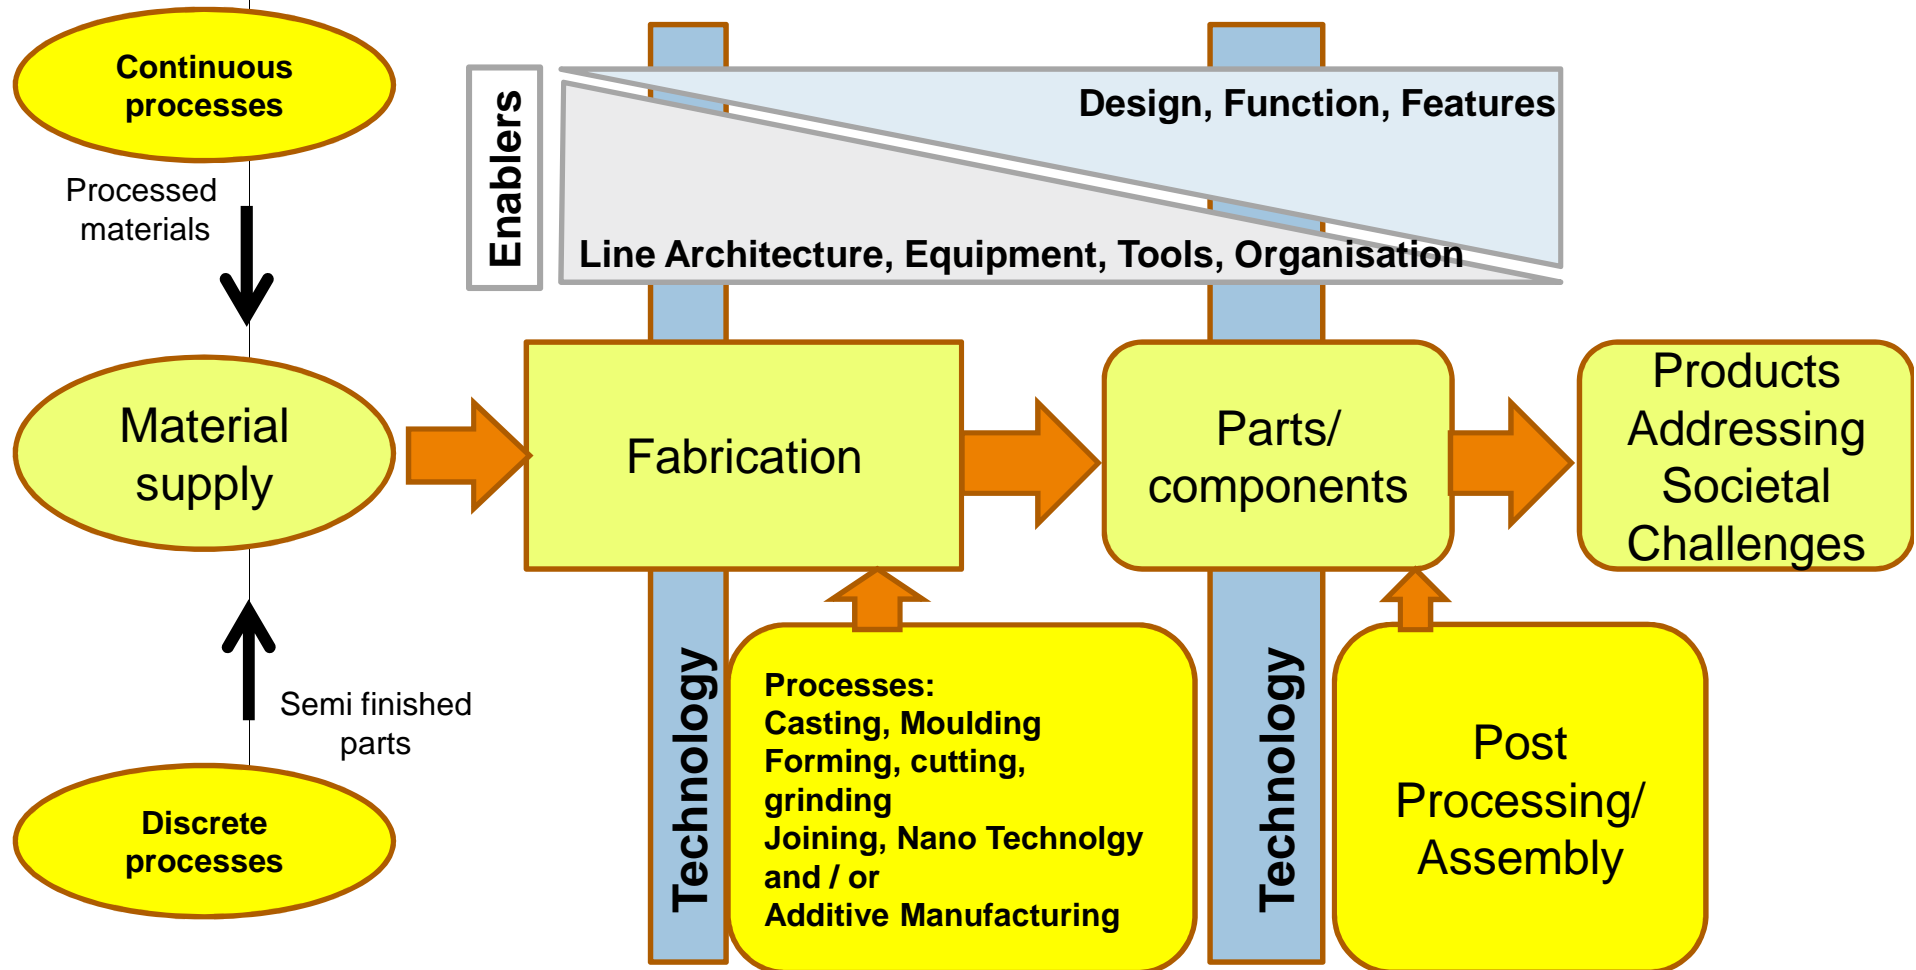 Continuous
processes
Processed
materials
Material
supply
Semi finished
parts
Discrete
processes
Enablers
Design, Function, Features
Line Architecture, Equipment, Tools, Organisation
Fabrication
Parts/
components
Products
Addressing
Societal
Challenges
Technology
Processes:
Casting, Moulding
Forming, cutting,
grinding
Joining, Nano Technolgy
and / or
Additive Manufacturing
Technology
Post
Processing/
Assembly